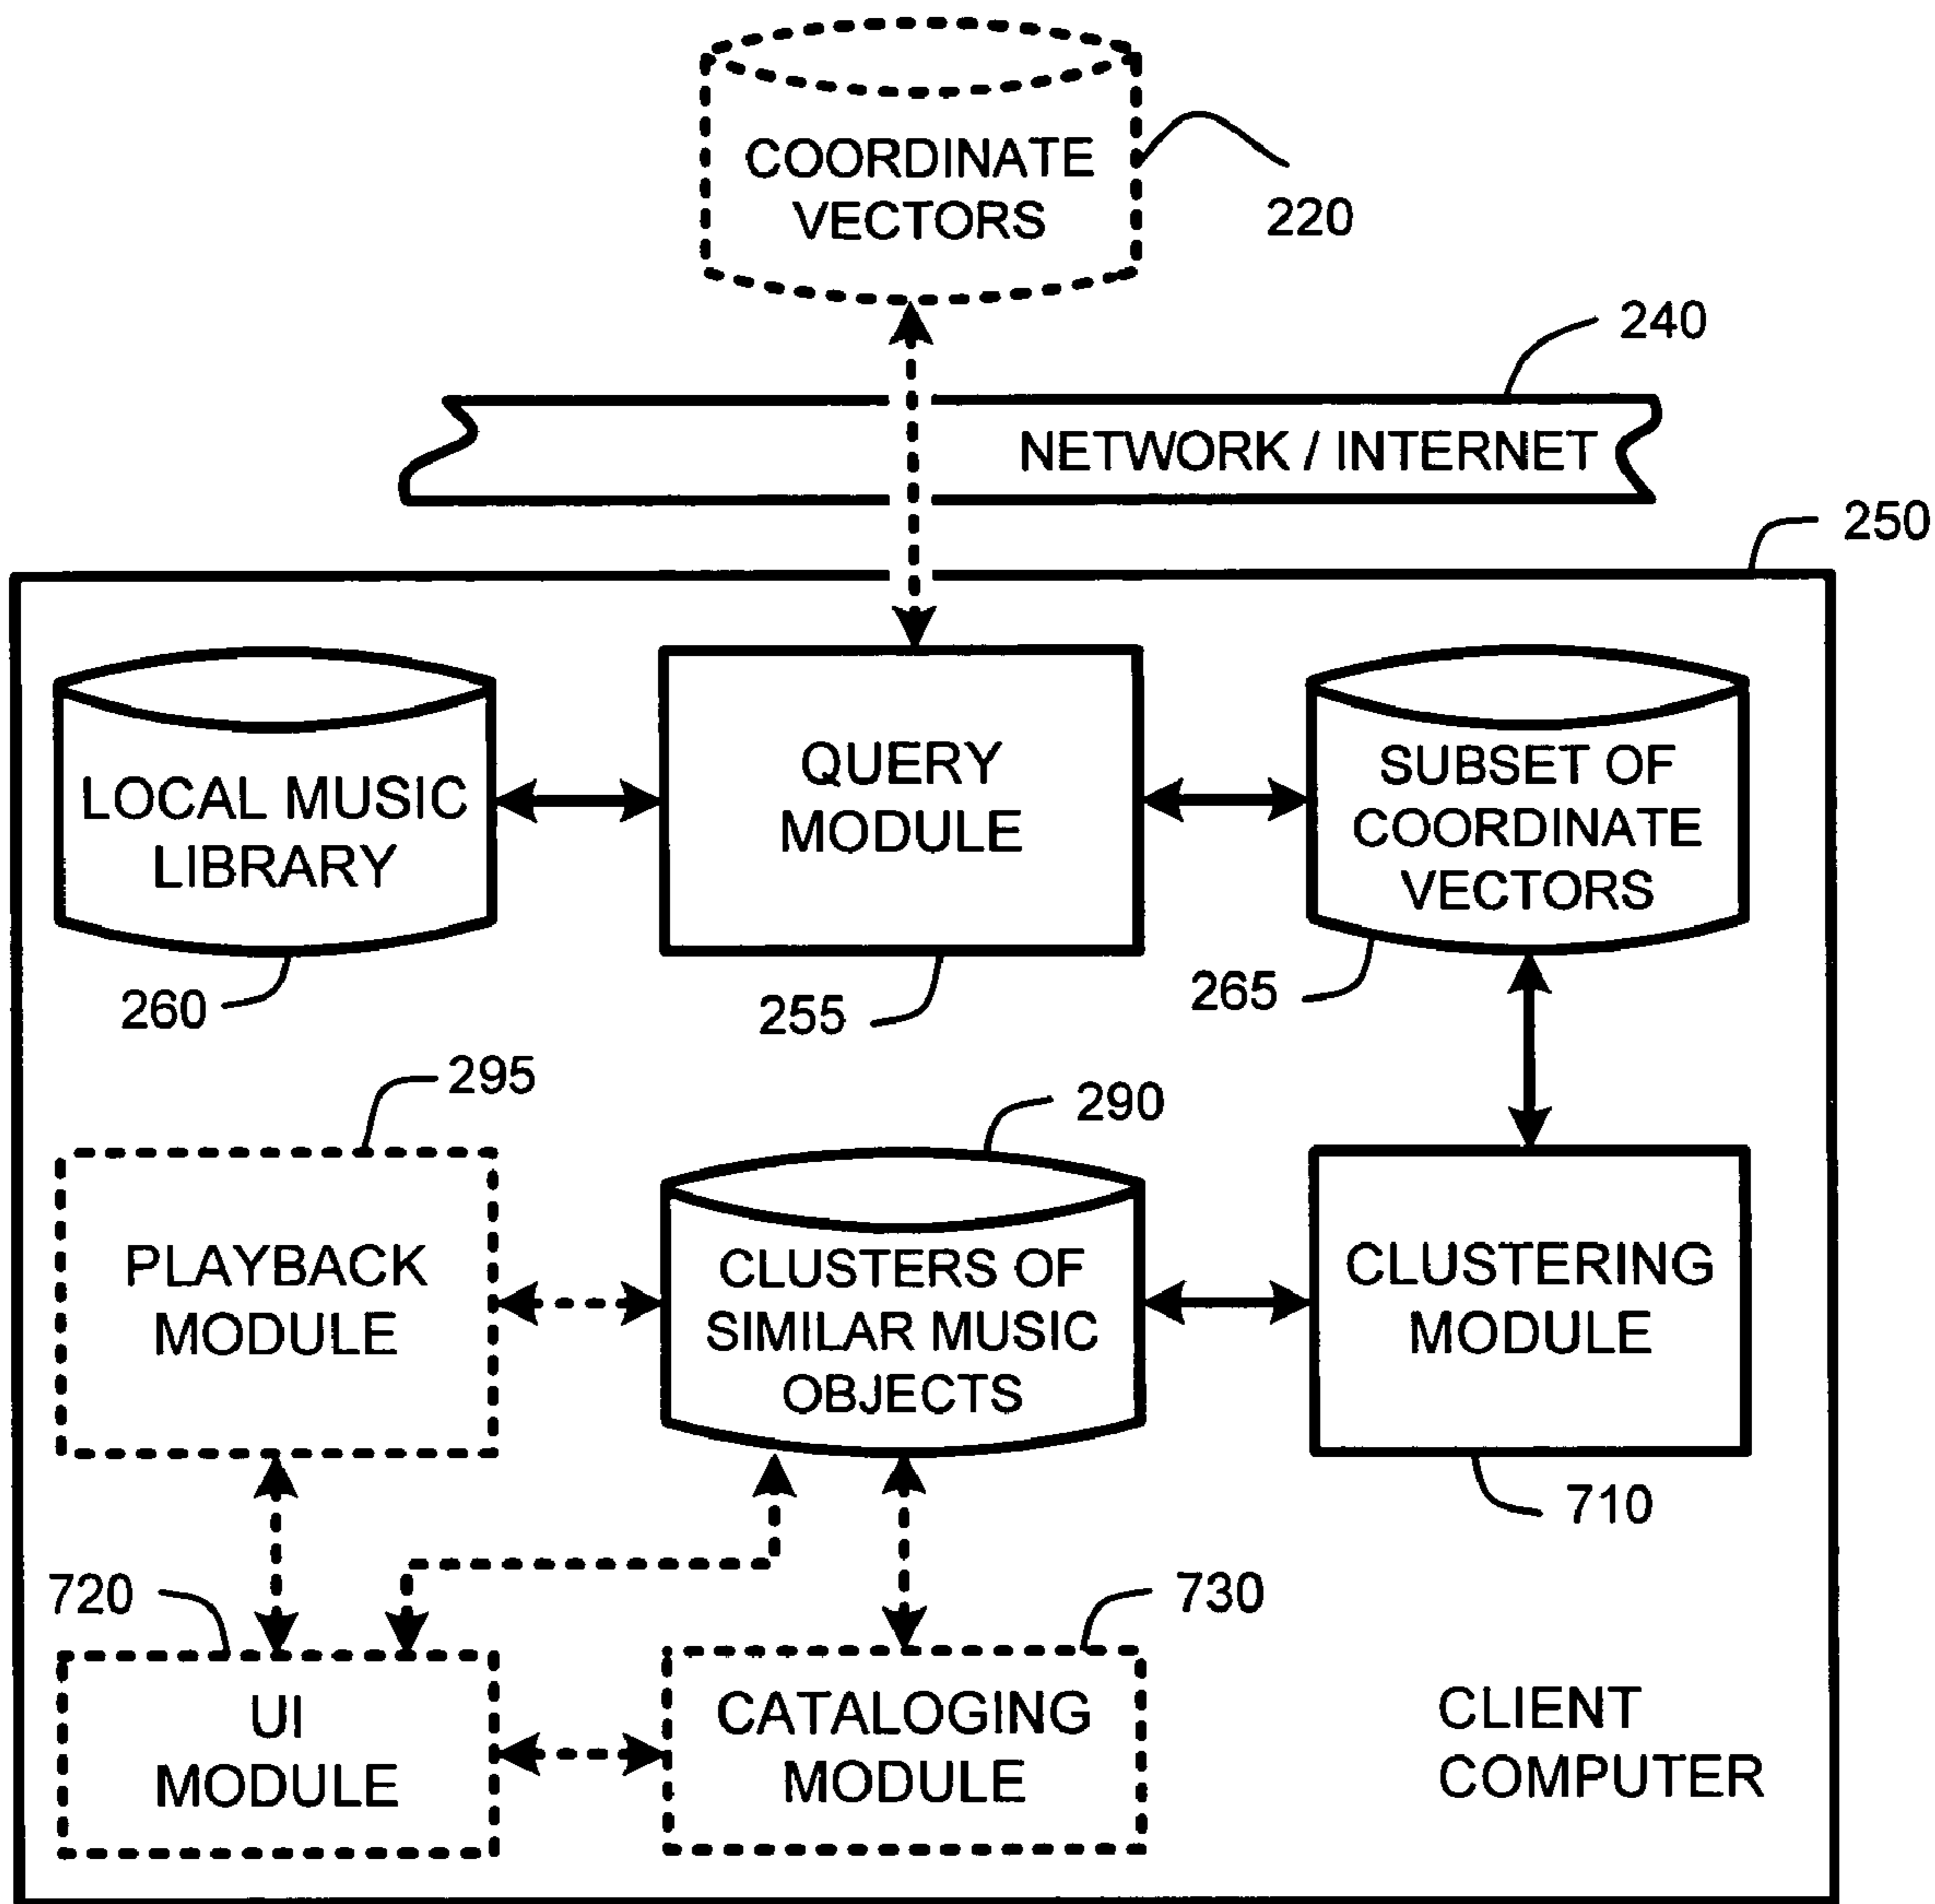 COORDINATE
VECTORS
220
240
NETWORK / INTERNET
250
LOCAL MUSIC
LIBRARY
QUERY
MODULE
SUBSET OF
COORDINATE
VECTORS
260
255
265
295
290
PLAYBACK
MODULE
CLUSTERS OF
SIMILAR MUSIC
OBJECTS
CLUSTERING
MODULE
710
720
730
UI
MODULE
CATALOGING
MODULE
CLIENT
COMPUTER